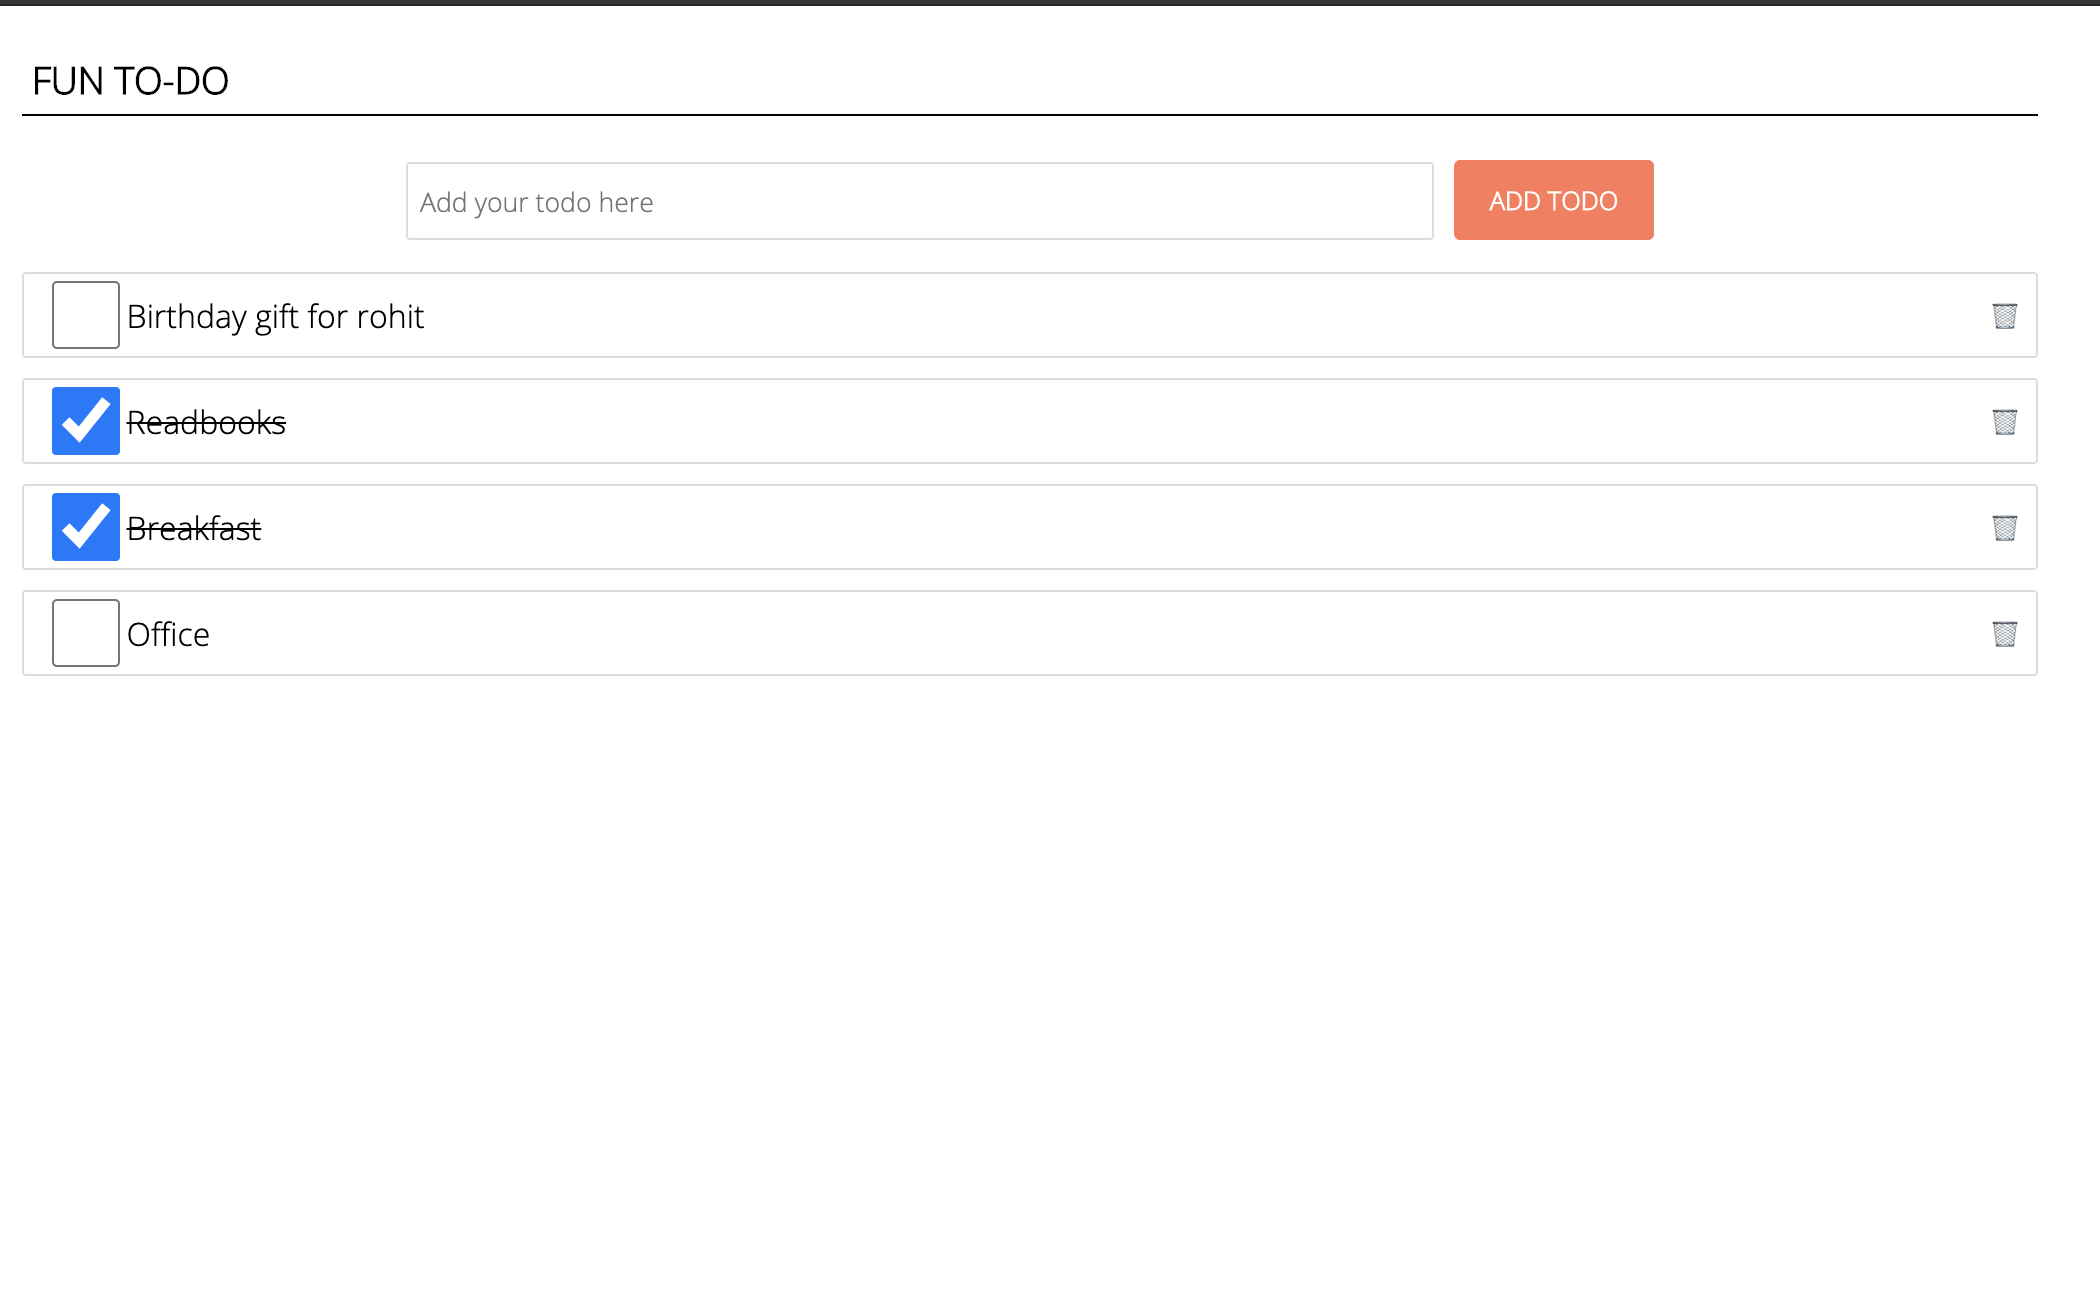 FUN TO-DO
Add your todo here
ADD TODO
Birthday gift for rohit
Readbooks
Breakfast
Office